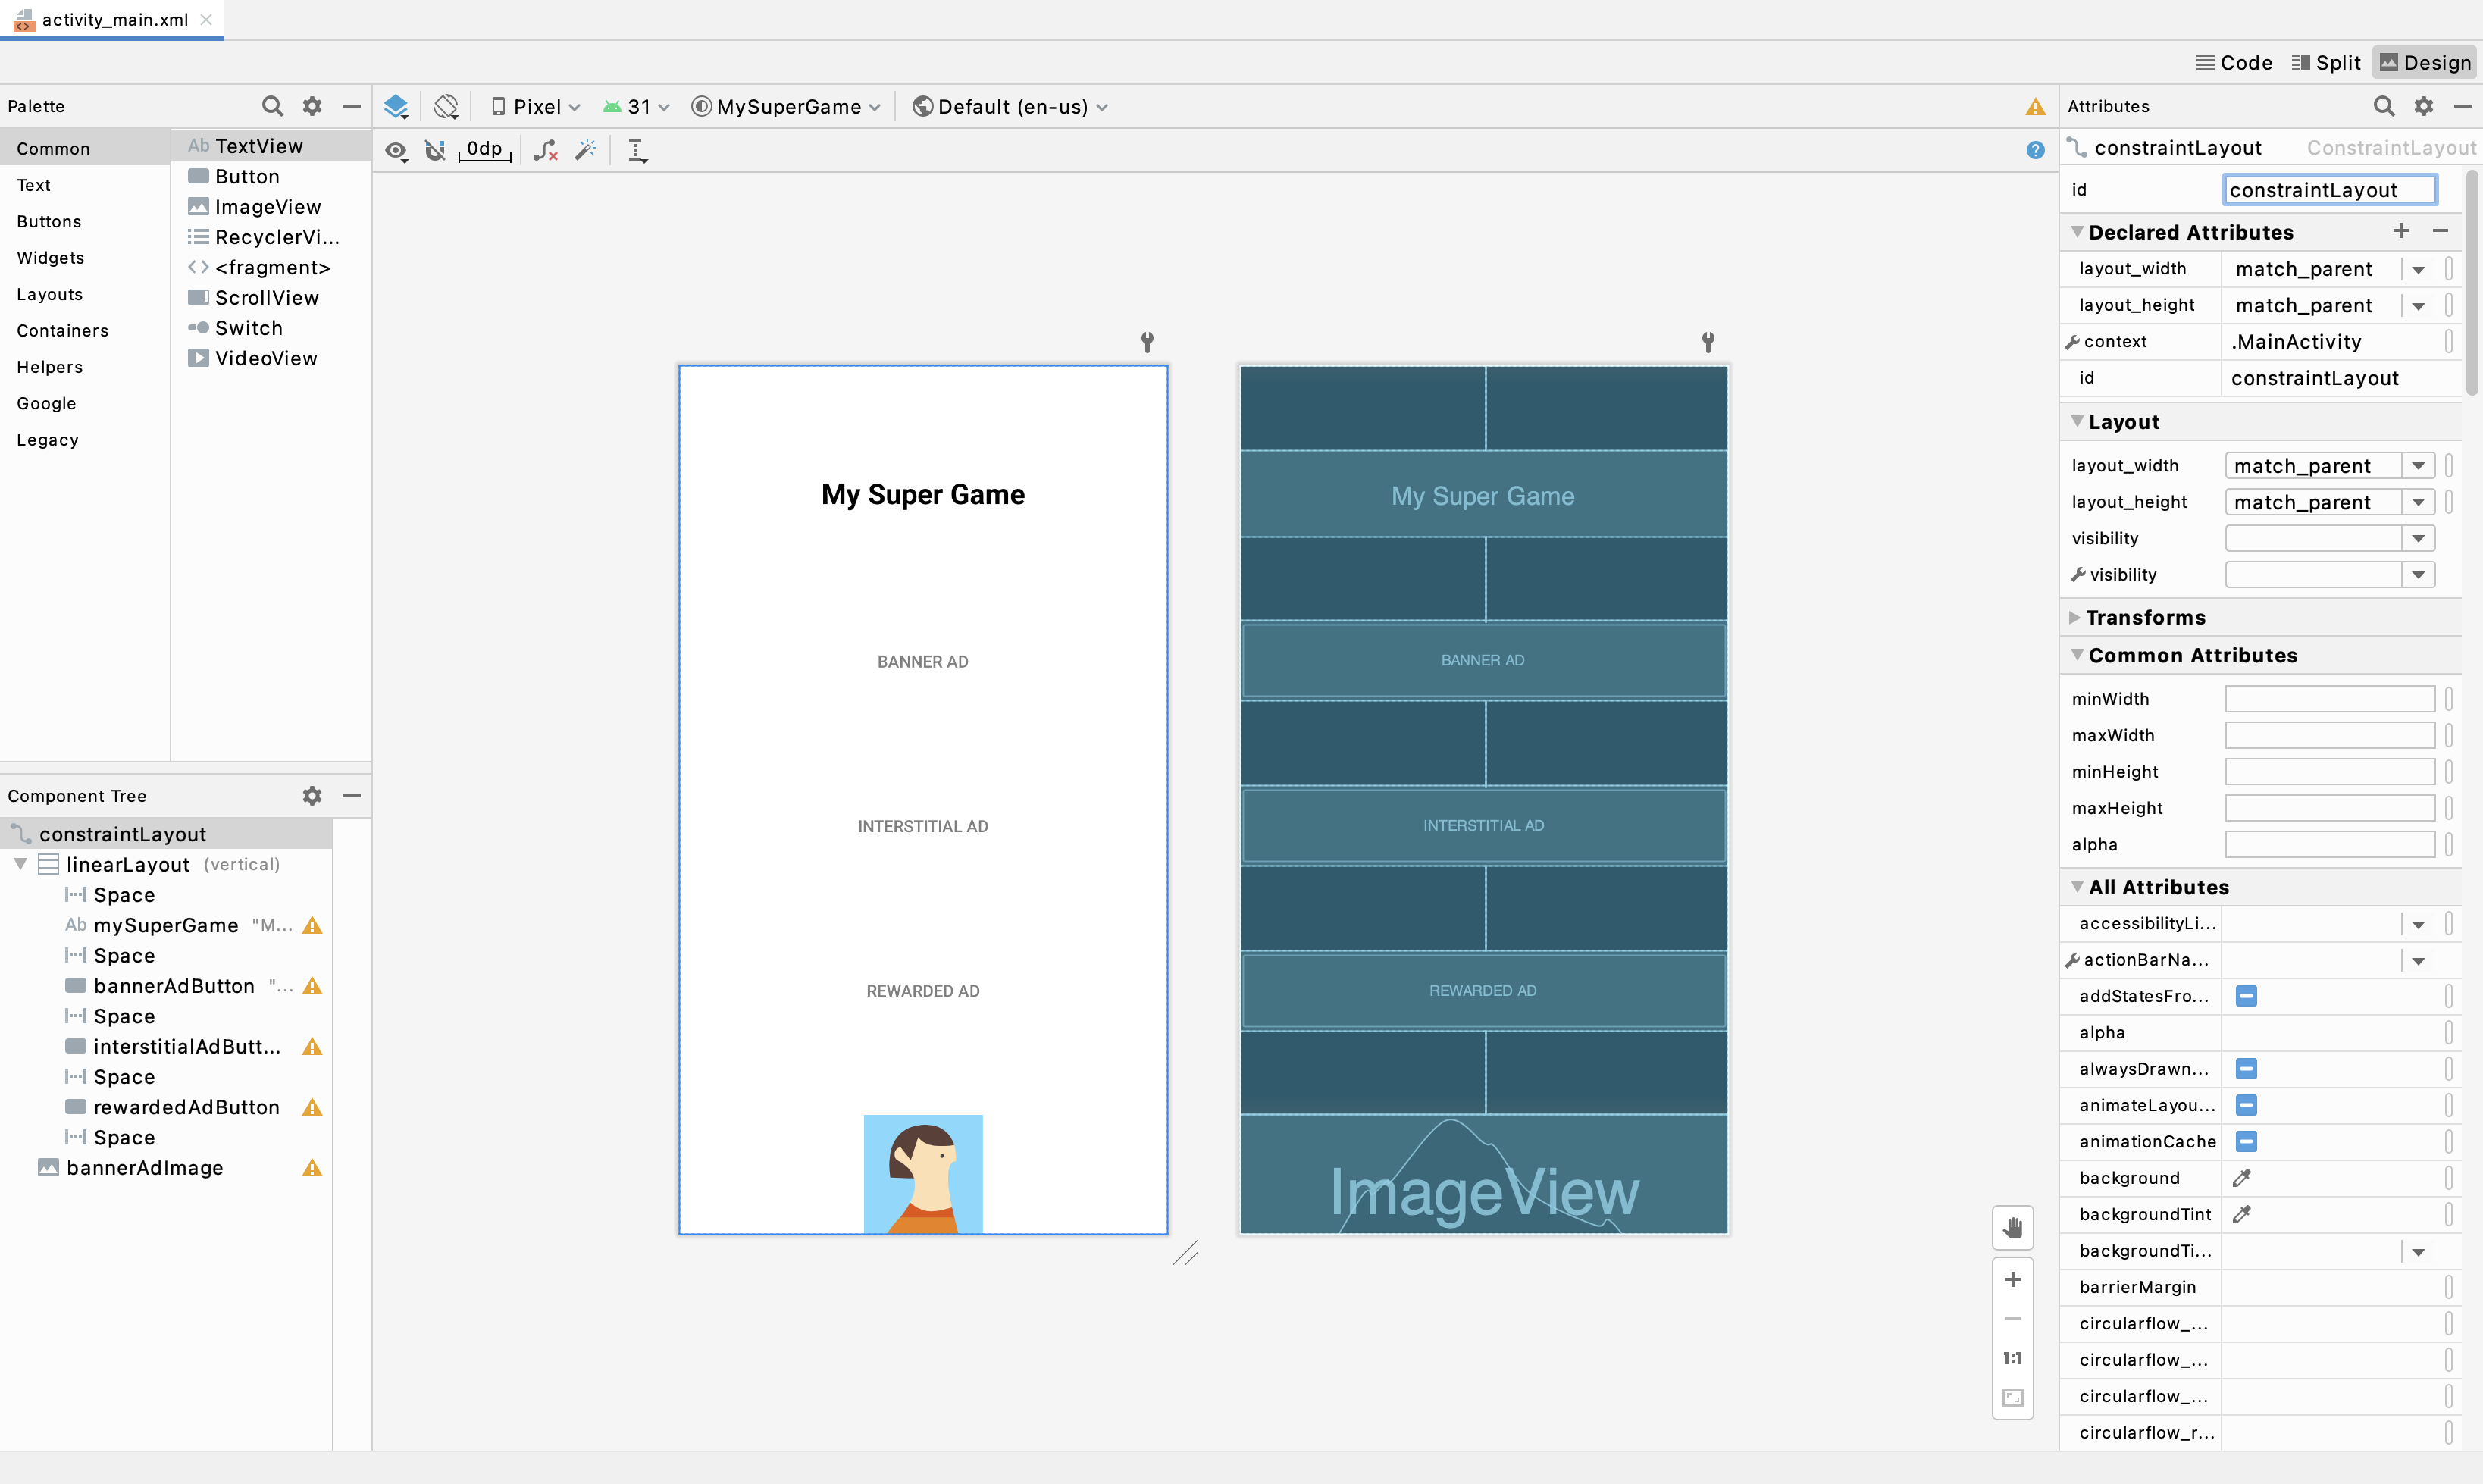 activity_main.xml
Code
Split
Design
Palette
Common
Text
Buttons
Widgets
Layouts
Containers
Helpers
Google
Legacy
Ab TextView
Button
ImageView
RecyclerVi...
<fragment>
ScrollView
Switch
VideoView
Pixel
31
MySuperGame
Default (en-us)
0dp
?
Component Tree
constraintLayout
linearLayout (vertical)
Space
Ab mySuperGame "M...
Space
bannerAdButton "...
Space
interstitialAdButt...
Space
rewardedAdButton
Space
bannerAdImage
My Super Game
BANNER AD
INTERSTITIAL AD
REWARDED AD
My Super Game
BANNER AD
INTERSTITIAL AD
REWARDED AD
ImageView
1:1
Attributes
constraintLayout ConstraintLayout
id constraintLayout
Declared Attributes
layout_width match_parent
layout_height match_parent
context .MainActivity
id constraintLayout
Layout
layout_width match_parent
layout_height match_parent
visibility
visibility
Transforms
Common Attributes
minWidth
maxWidth
minHeight
maxHeight
alpha
All Attributes
accessibilityLi...
actionBarNa...
addStatesFro...
alpha
alwaysDrawn...
animateLayou...
animationCache
background
backgroundTint
backgroundTi...
barrierMargin
circularflow_...
circularflow_...
circularflow_...
circularflow_r...